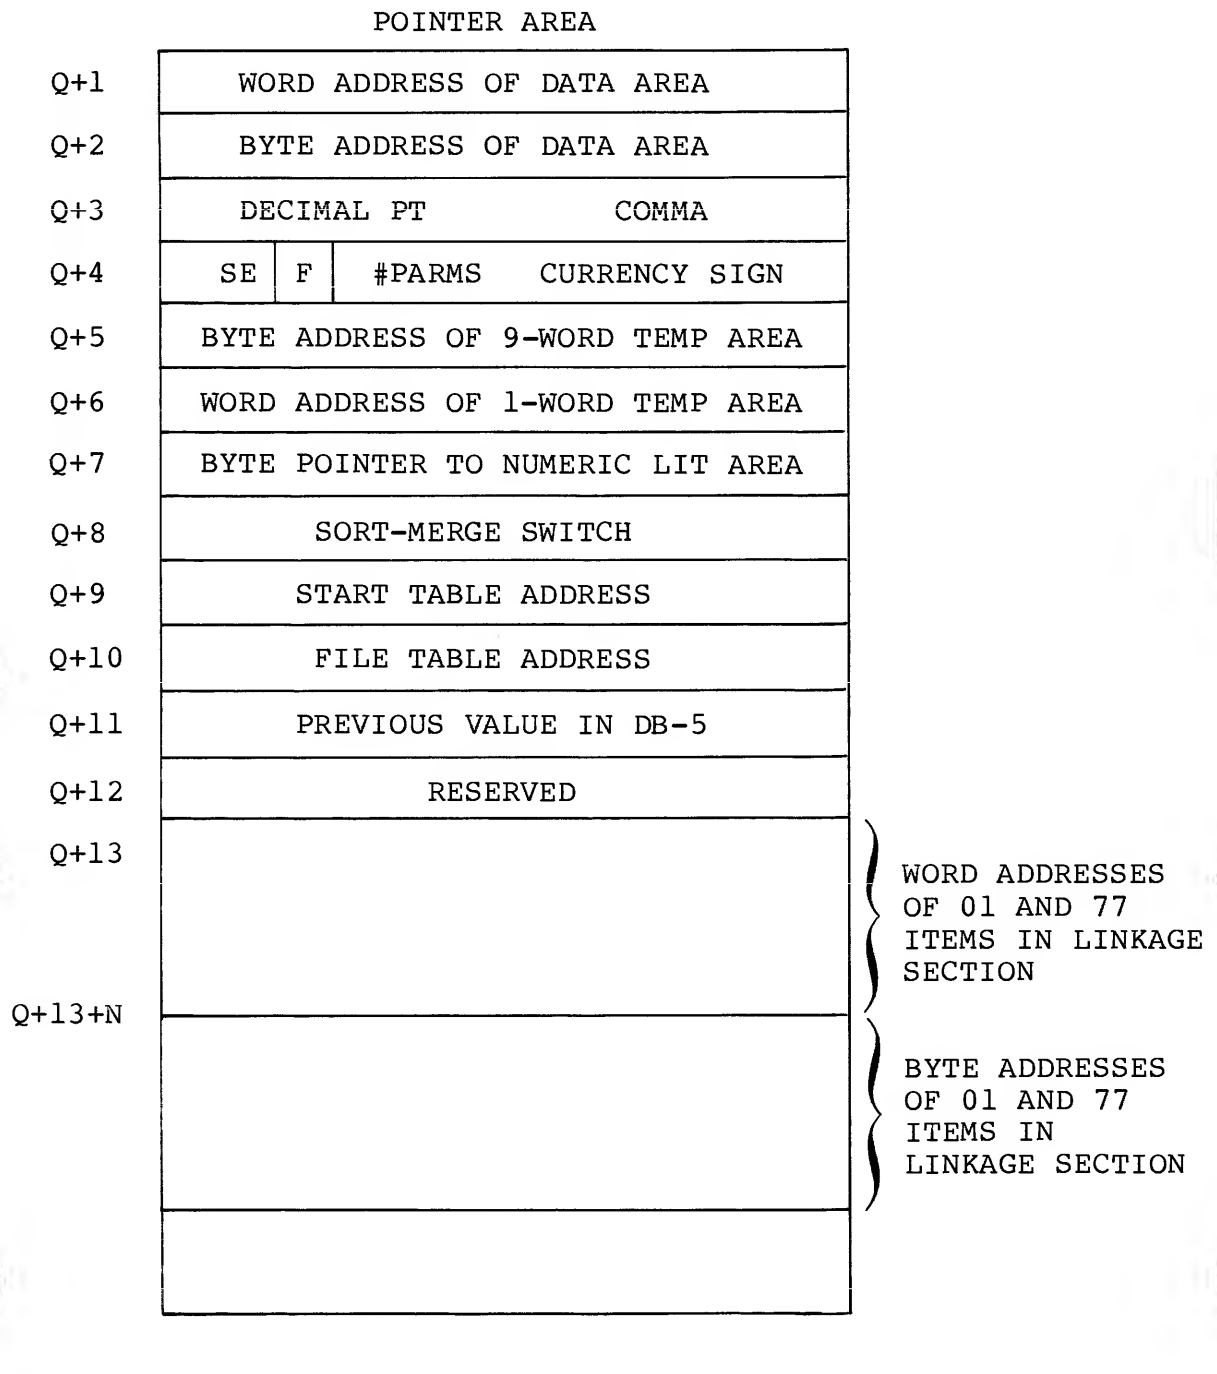 POINTER AREA
Q+1 WORD ADDRESS OF DATA AREA
Q+2 BYTE ADDRESS OF DATA AREA
Q+3 DECIMAL PT COMMA
Q+4 SE F #PARMS CURRENCY SIGN
Q+5 BYTE ADDRESS OF 9-WORD TEMP AREA
Q+6 WORD ADDRESS OF 1-WORD TEMP AREA
Q+7 BYTE POINTER TO NUMERIC LIT AREA
Q+8 SORT-MERGE SWITCH
Q+9 START TABLE ADDRESS
Q+10 FILE TABLE ADDRESS
Q+11 PREVIOUS VALUE IN DB-5
Q+12 RESERVED
Q+13
WORD ADDRESSES
OF 01 AND 77
ITEMS IN LINKAGE
SECTION
Q+13+N
BYTE ADDRESSES
OF 01 AND 77
ITEMS IN
LINKAGE SECTION